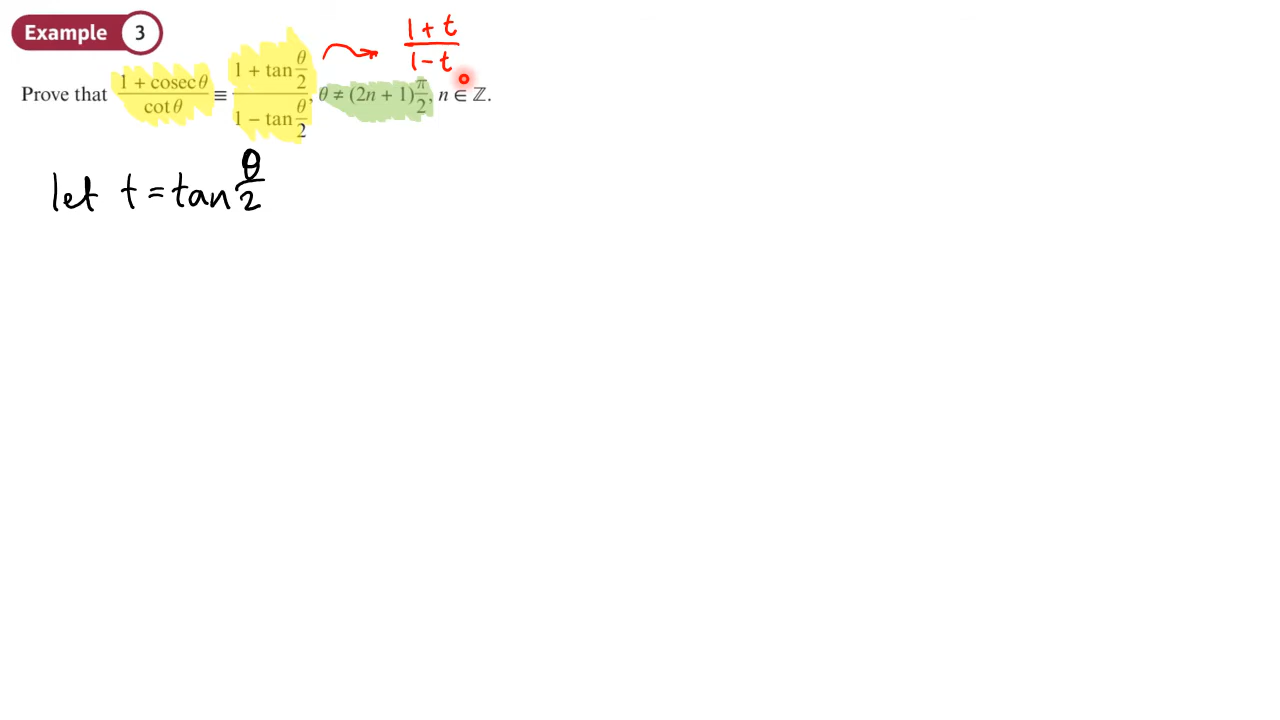 Example 3
Prove that (1 + cosec θ)/(cot θ) ≡ (1 + tan θ/2)/(1 − tan θ/2), θ ≠ (2n + 1)π/2, n ∈ ℤ.
(1 + t)/(1 − t)
let t = tan θ/2